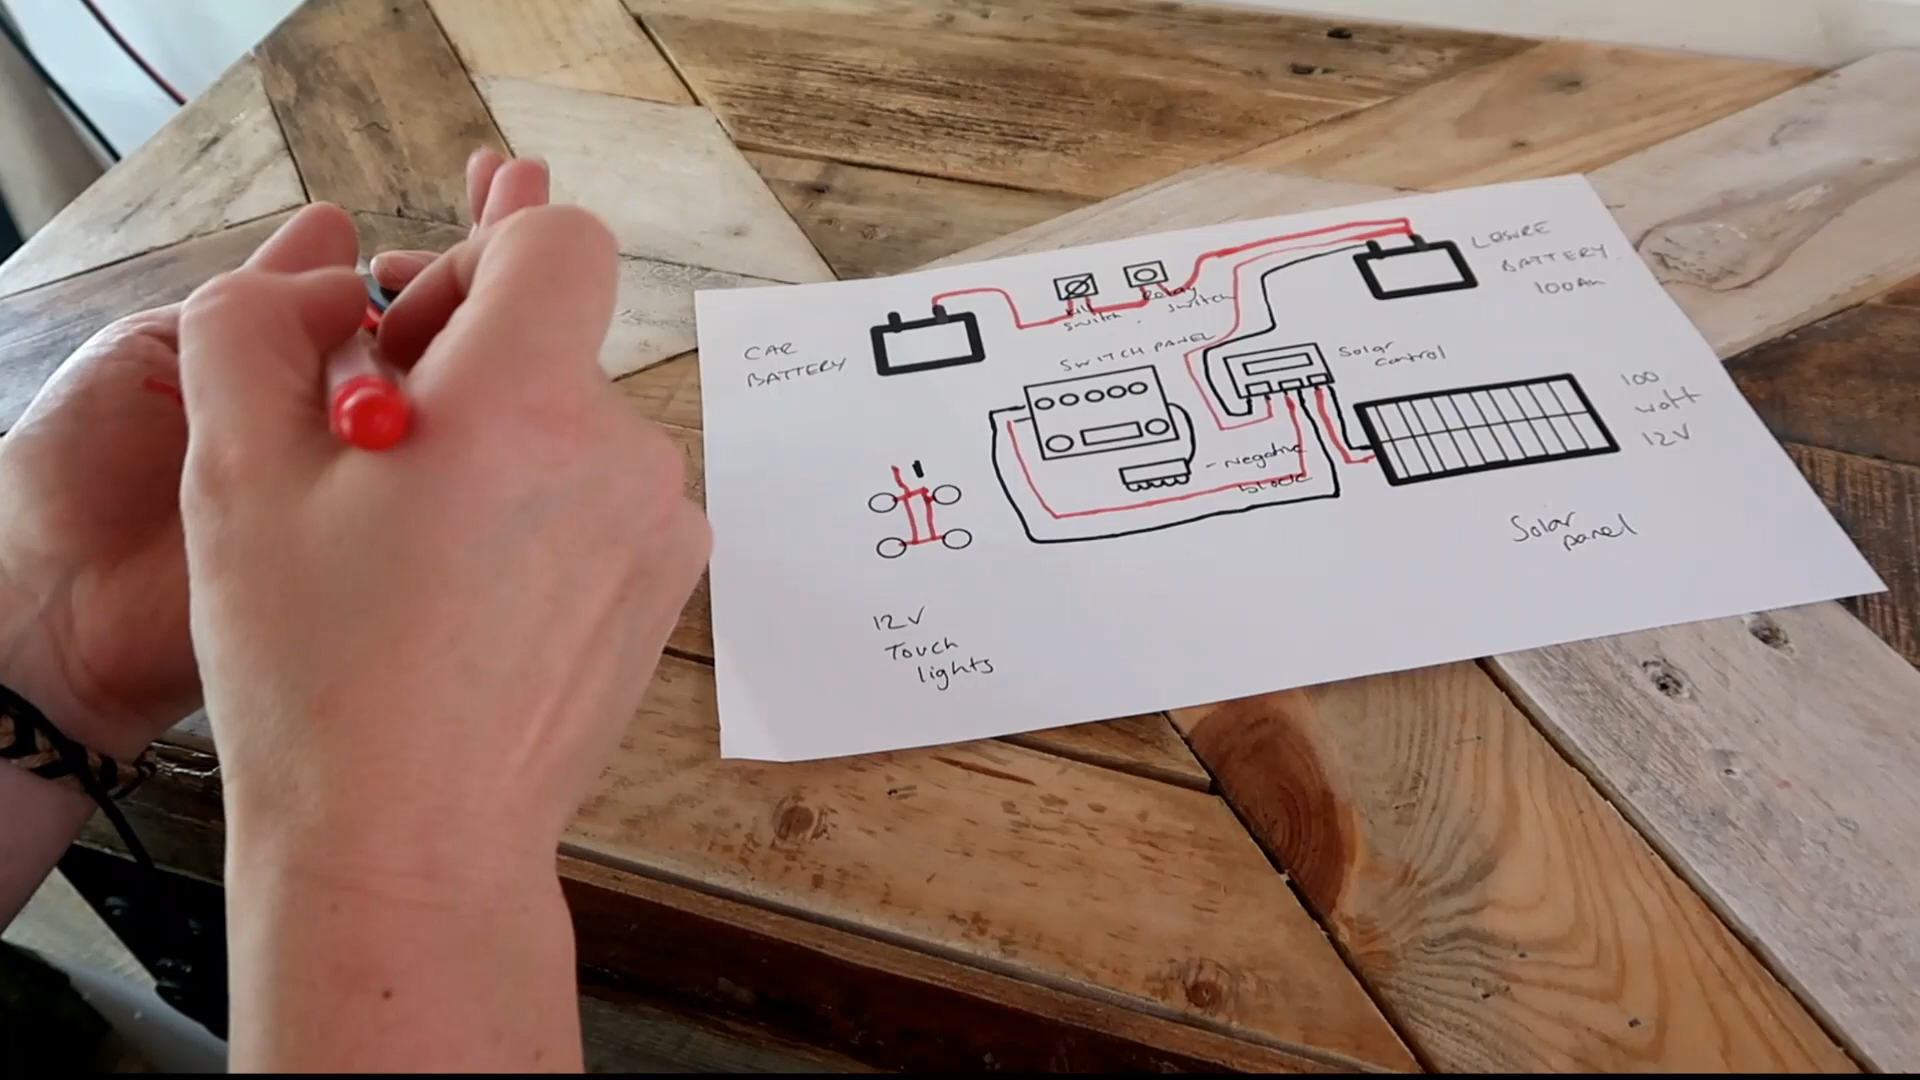 CAR
BATTERY
Kill
switch
Relay
switch
LEISURE
BATTERY
100Ah
SWITCH PANEL
Solar
control
100
watt
12V
- Negative
block
Solar
panel
12V
Touch
lights